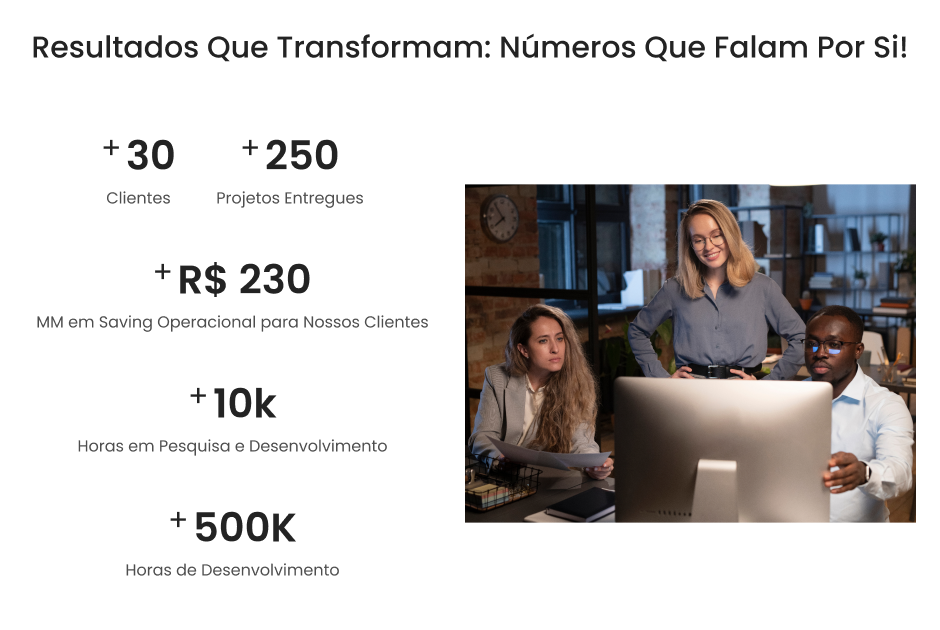 Resultados Que Transformam: Números Que Falam Por Si!
+ 30
Clientes
+ 250
Projetos Entregues
+ R$ 230
MM em Saving Operacional para Nossos Clientes
+ 10k
Horas em Pesquisa e Desenvolvimento
+ 500K
Horas de Desenvolvimento